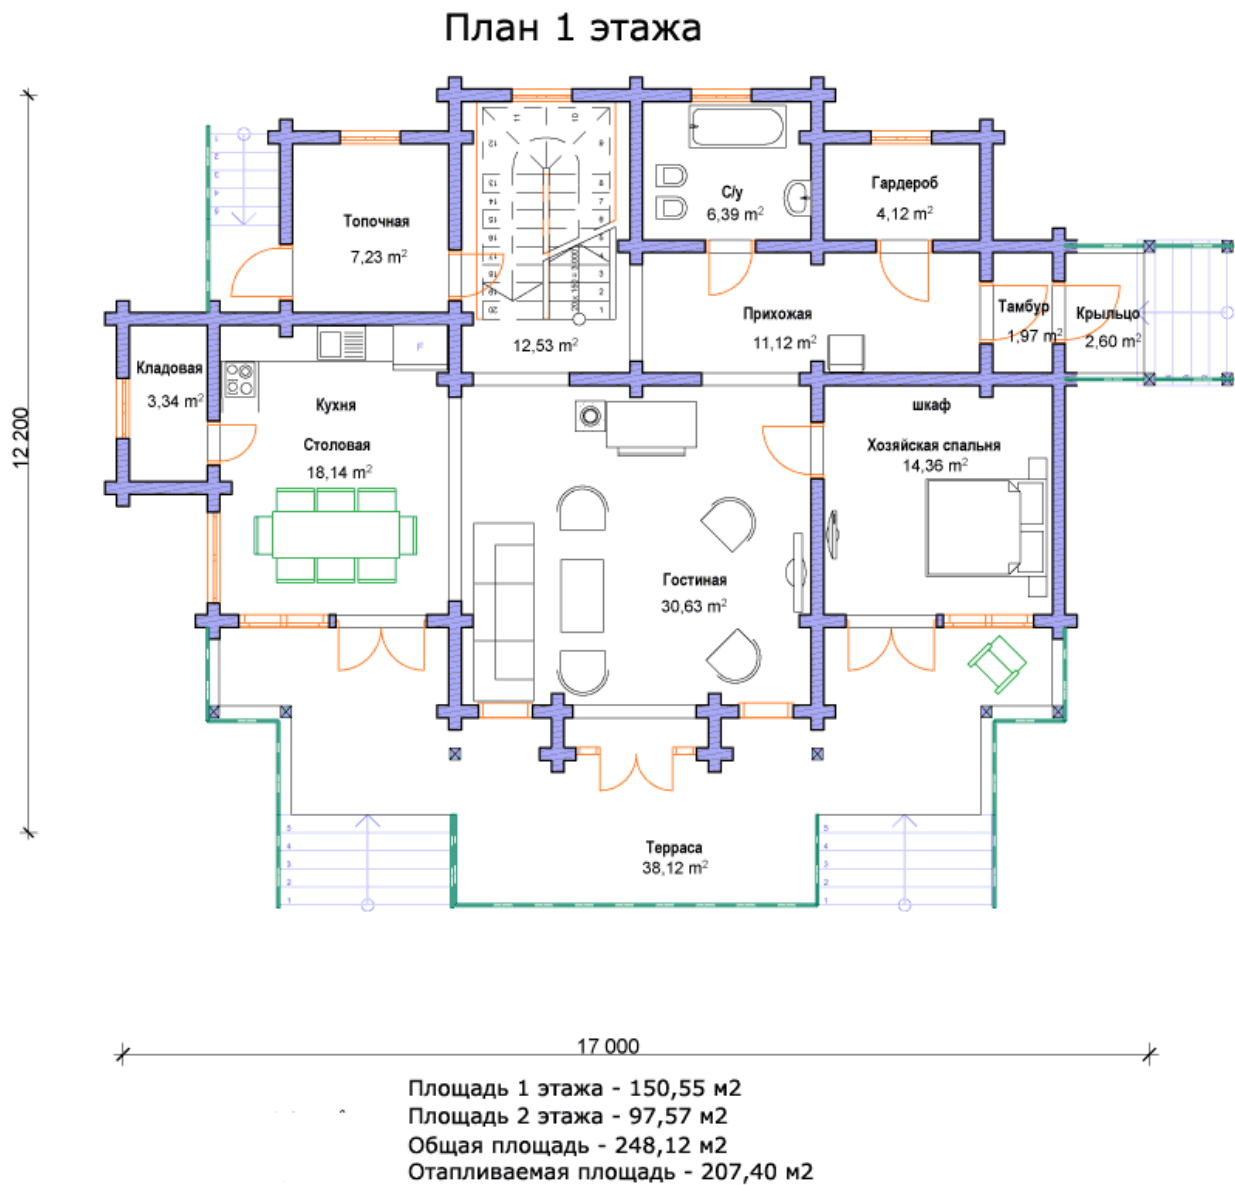 План 1 этажа
Топочная
7,23 m²
С/у
6,39 m²
Гардероб
4,12 m²
12,53 m²
Прихожая
11,12 m²
Тамбур
1,97 m²
Крыльцо
2,60 m²
Кладовая
3,34 m²
F
Кухня
Столовая
18,14 m²
шкаф
Хозяйская спальня
14,36 m²
Гостиная
30,63 m²
Терраса
38,12 m²
12 200
17 000
Площадь 1 этажа - 150,55 м2
Площадь 2 этажа - 97,57 м2
Общая площадь - 248,12 м2
Отапливаемая площадь - 207,40 м2